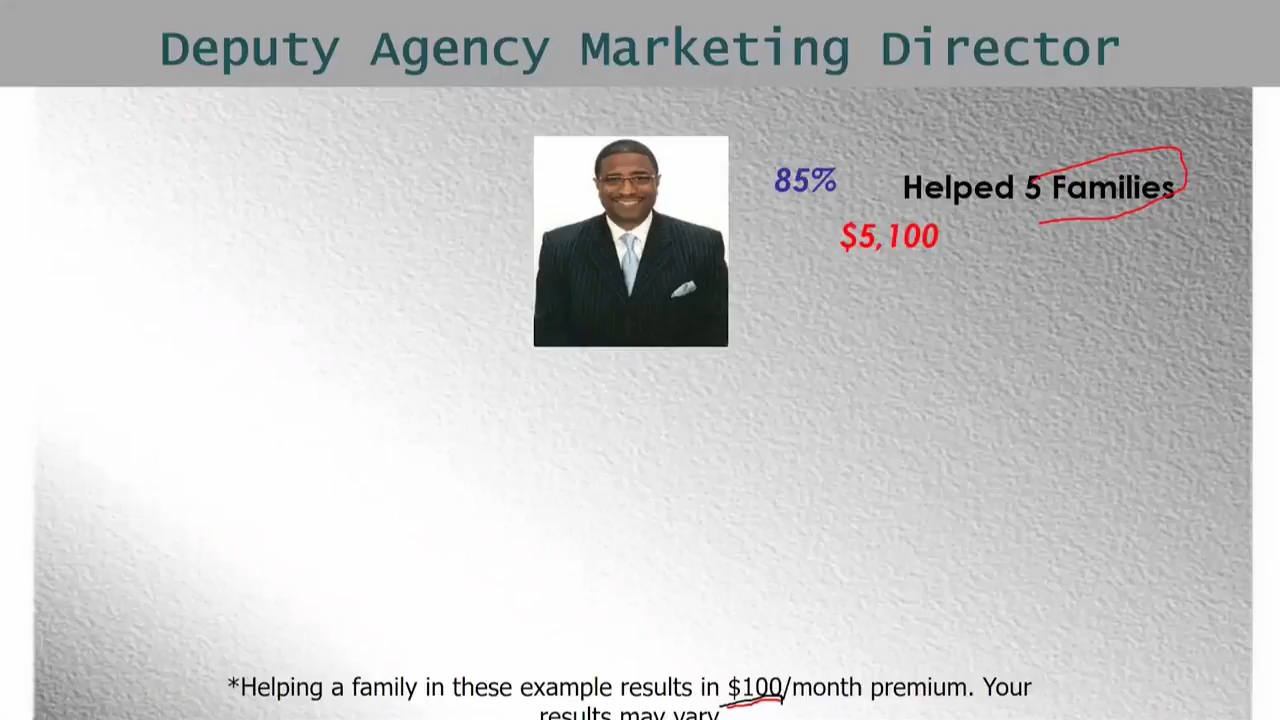 Deputy Agency Marketing Director
85%
Helped 5 Families
$5,100
*Helping a family in these example results in $100/month premium. Your
results may vary